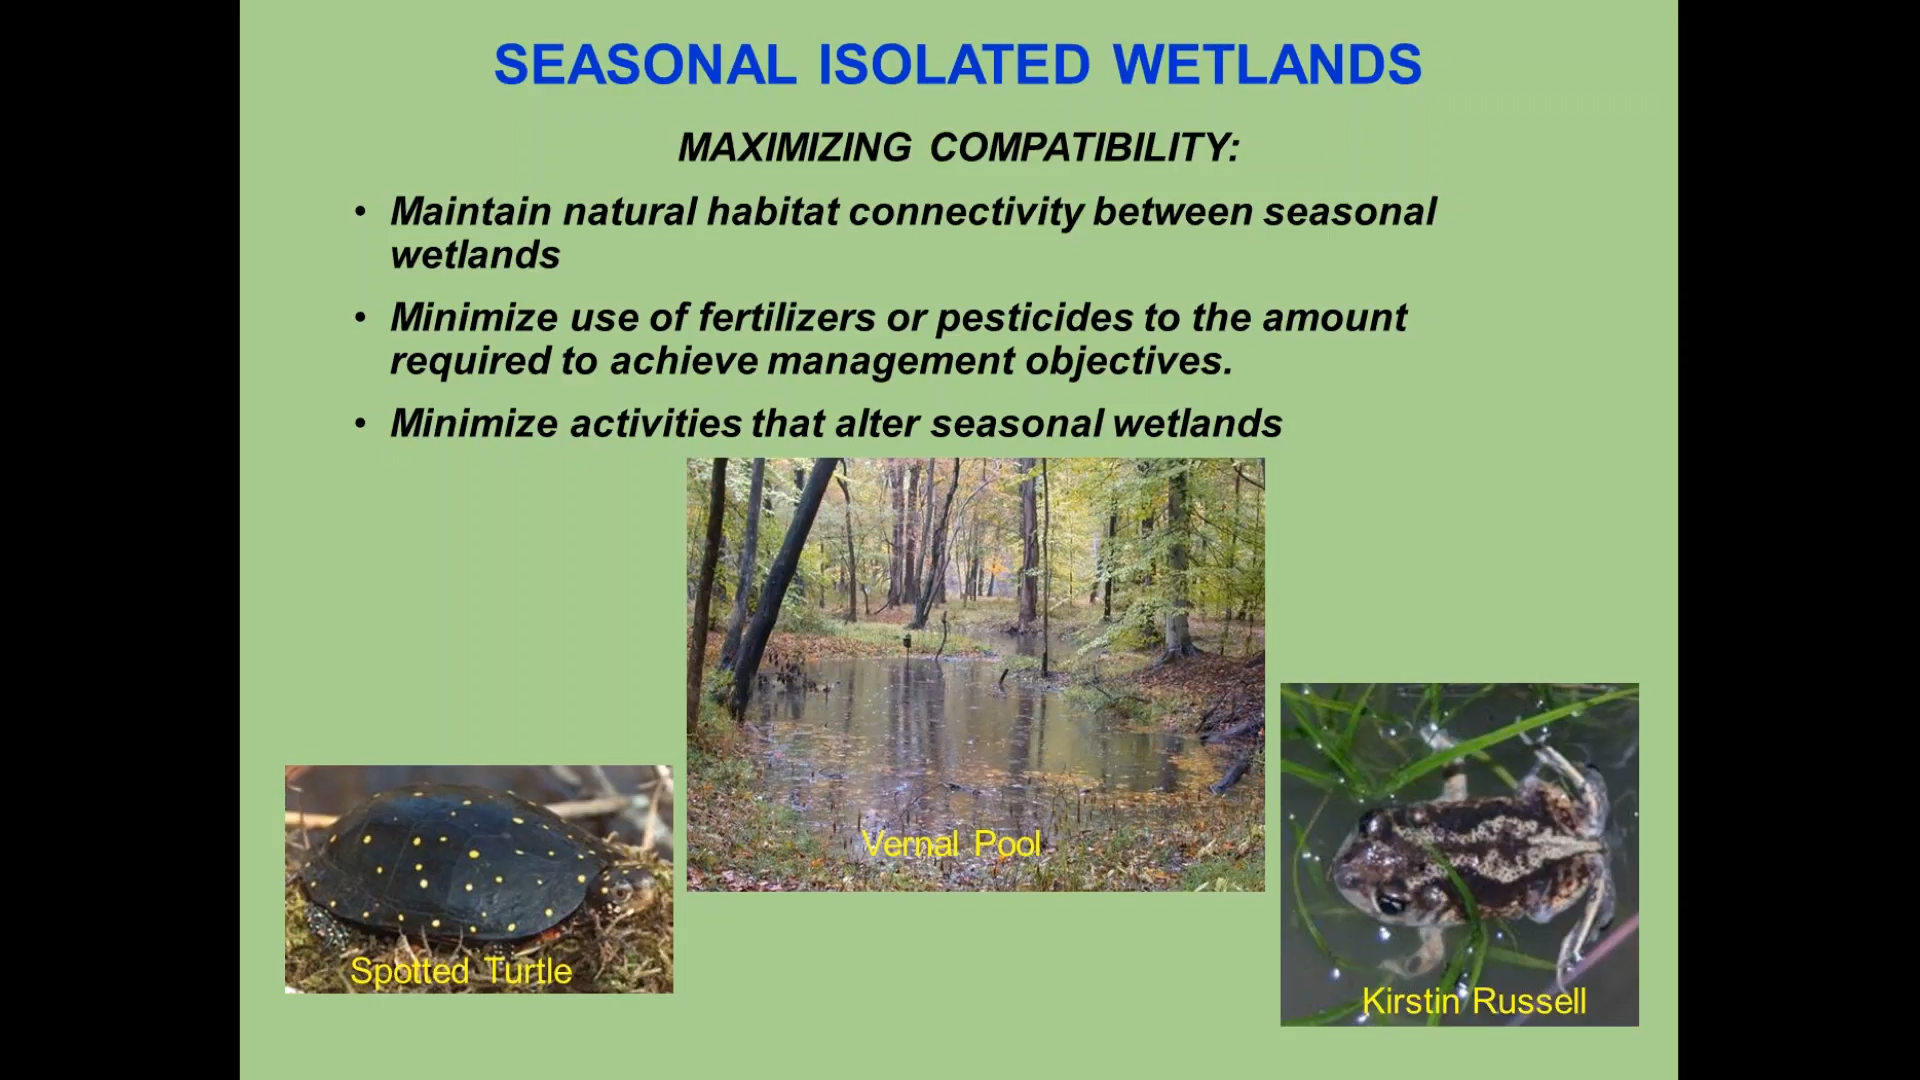 SEASONAL ISOLATED WETLANDS
MAXIMIZING COMPATIBILITY:
• Maintain natural habitat connectivity between seasonal
wetlands
• Minimize use of fertilizers or pesticides to the amount
required to achieve management objectives.
• Minimize activities that alter seasonal wetlands
Vernal Pool
Spotted Turtle
Kirstin Russell